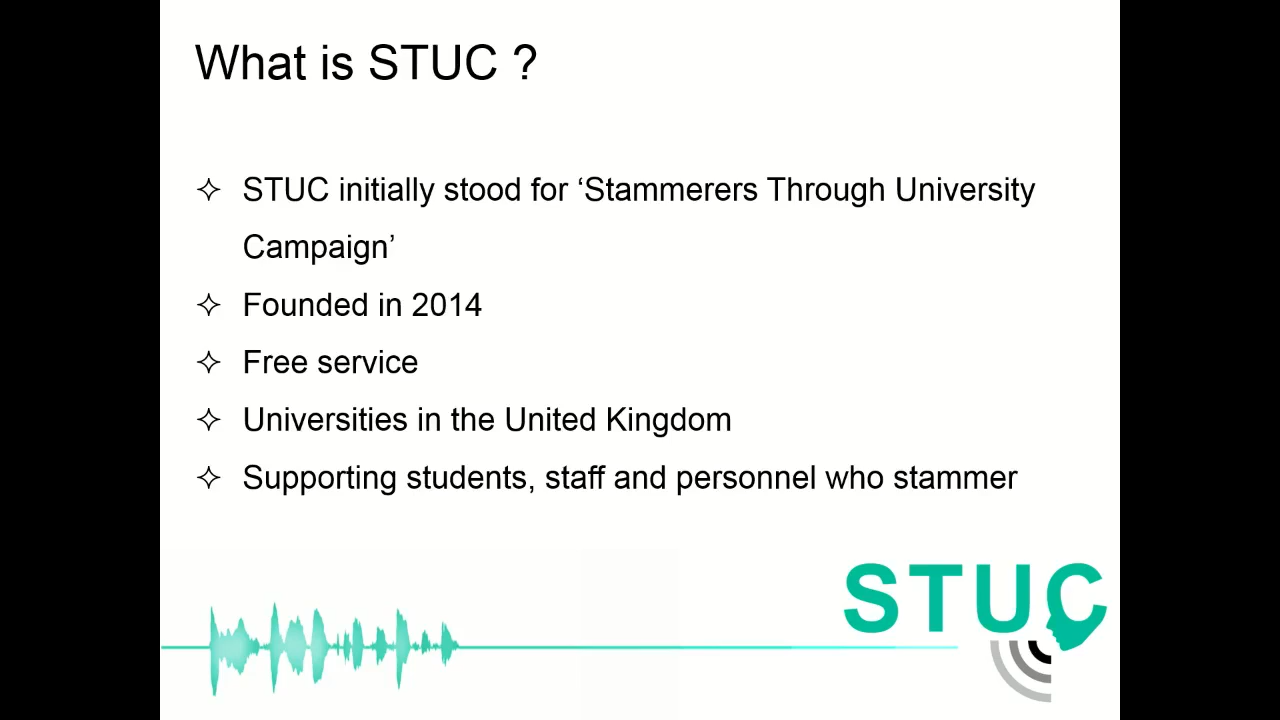 What is STUC ?
✧ STUC initially stood for ‘Stammerers Through University
Campaign’
✧ Founded in 2014
✧ Free service
✧ Universities in the United Kingdom
✧ Supporting students, staff and personnel who stammer
STUC